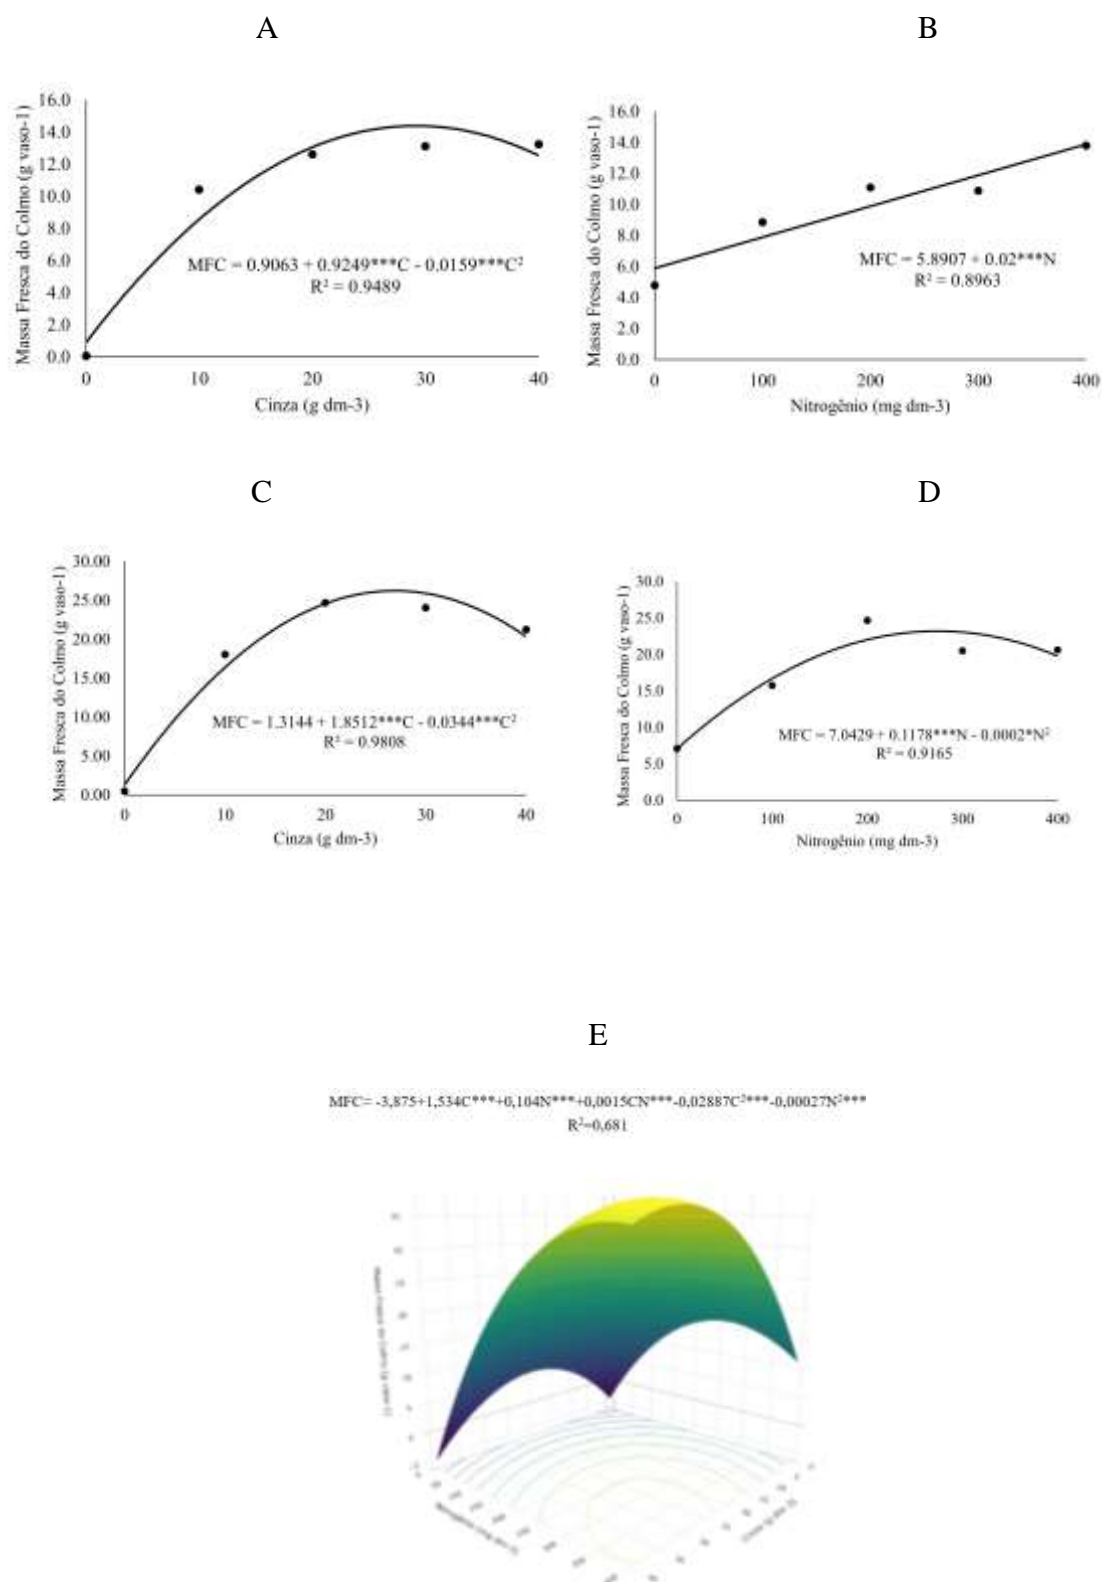 A
B
Massa Fresca do Colmo (g vaso-1)
16.0
14.0
12.0
10.0
8.0
6.0
4.0
2.0
0.0
MFC = 0.9063 + 0.9249***C - 0.0159***C²
R² = 0.9489
0 10 20 30 40
Cinza (g dm-3)
Massa Fresca do Colmo (g vaso-1)
16.0
14.0
12.0
10.0
8.0
6.0
4.0
2.0
0.0
MFC = 5.8907 + 0.02***N
R² = 0.8963
0 100 200 300 400
Nitrogênio (mg dm-3)
C
D
Massa Fresca do Colmo (g vaso-1)
30.00
25.00
20.00
15.00
10.00
5.00
0.00
MFC = 1.3144 + 1.8512***C - 0.0344***C²
R² = 0.9808
0 10 20 30 40
Cinza (g dm-3)
Massa Fresca do Colmo (g vaso-1)
30.0
25.0
20.0
15.0
10.0
5.0
0.0
MFC = 7.0429 + 0.1178***N - 0.0002*N²
R² = 0.9165
0 100 200 300 400
Nitrogênio (mg dm-3)
E
MFC= -3,875+1,534C***+0,104N***+0,0015CN***-0,02887C²***-0,00027N²***
R²=0,681